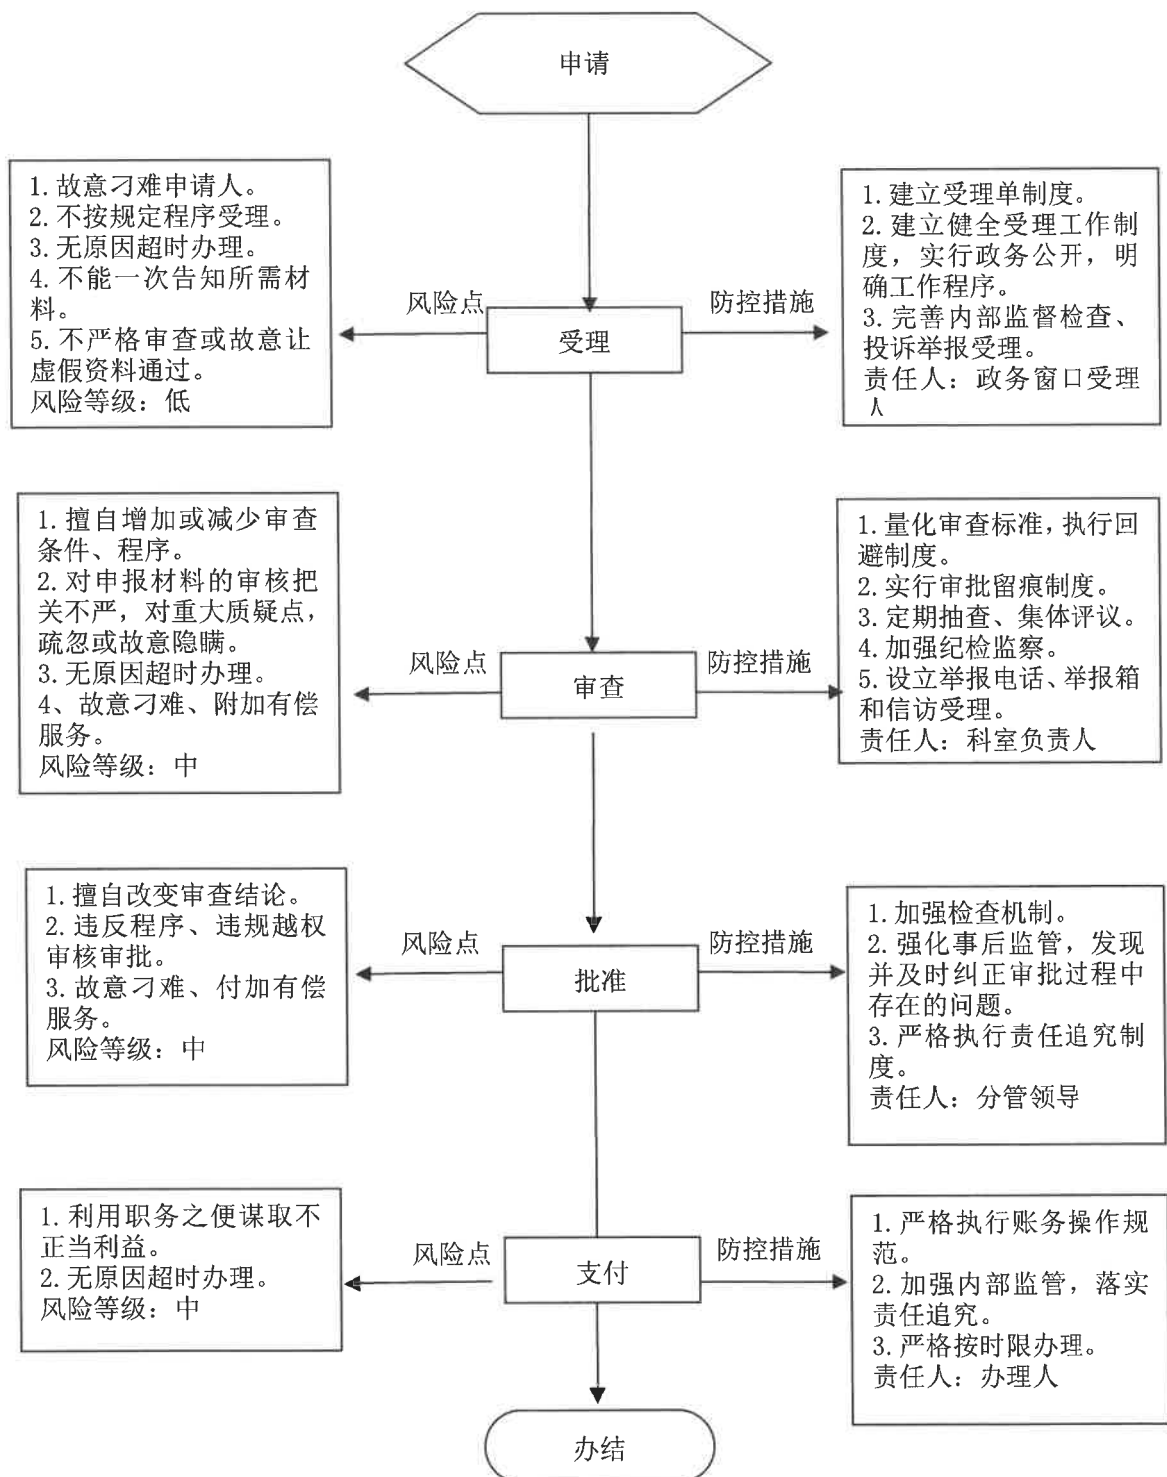 申请
1. 故意刁难申请人。
2. 不按规定程序受理。
3. 无原因超时办理。
4. 不能一次告知所需材
料。
5. 不严格审查或故意让
虚假资料通过。
风险等级：低
风险点
受理
防控措施
1. 建立受理单制度。
2. 建立健全受理工作制
度，实行政务公开，明
确工作程序。
3. 完善内部监督检查、
投诉举报受理。
责任人：政务窗口受理
人
1. 擅自增加或减少审查
条件、程序。
2. 对申报材料的审核把
关不严，对重大质疑点，
疏忽或故意隐瞒。
3. 无原因超时办理。
4、故意刁难、附加有偿
服务。
风险等级：中
风险点
审查
防控措施
1. 量化审查标准，执行回
避制度。
2. 实行审批留痕制度。
3. 定期抽查、集体评议。
4. 加强纪检监察。
5. 设立举报电话、举报箱
和信访受理。
责任人：科室负责人
1. 擅自改变审查结论。
2. 违反程序、违规越权
审核审批。
3. 故意刁难、付加有偿
服务。
风险等级：中
风险点
批准
防控措施
1. 加强检查机制。
2. 强化事后监管，发现
并及时纠正审批过程中
存在的问题。
3. 严格执行责任追究制
度。
责任人：分管领导
1. 利用职务之便谋取不
正当利益。
2. 无原因超时办理。
风险等级：中
风险点
支付
防控措施
1. 严格执行账务操作规
范。
2. 加强内部监管，落实
责任追究。
3. 严格按时限办理。
责任人：办理人
办结